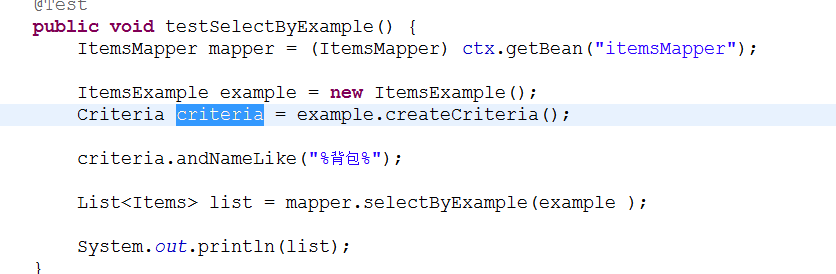 @Test
public void testSelectByExample() {
ItemsMapper mapper = (ItemsMapper) ctx.getBean("itemsMapper");
ItemsExample example = new ItemsExample();
Criteria criteria = example.createCriteria();
criteria.andNameLike("%背包%");
List<Items> list = mapper.selectByExample(example );
System.out.println(list);
}